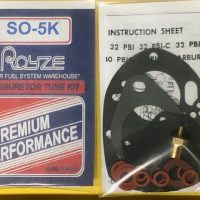 SO-5K
ROYZE
FUEL SYSTEM WAREHOUSE
CARBURETOR TUNE KIT
PREMIUM
PERFORMANCE
INSTRUCTION SHEET
32 PBI 32 PBI-C 32 PBI